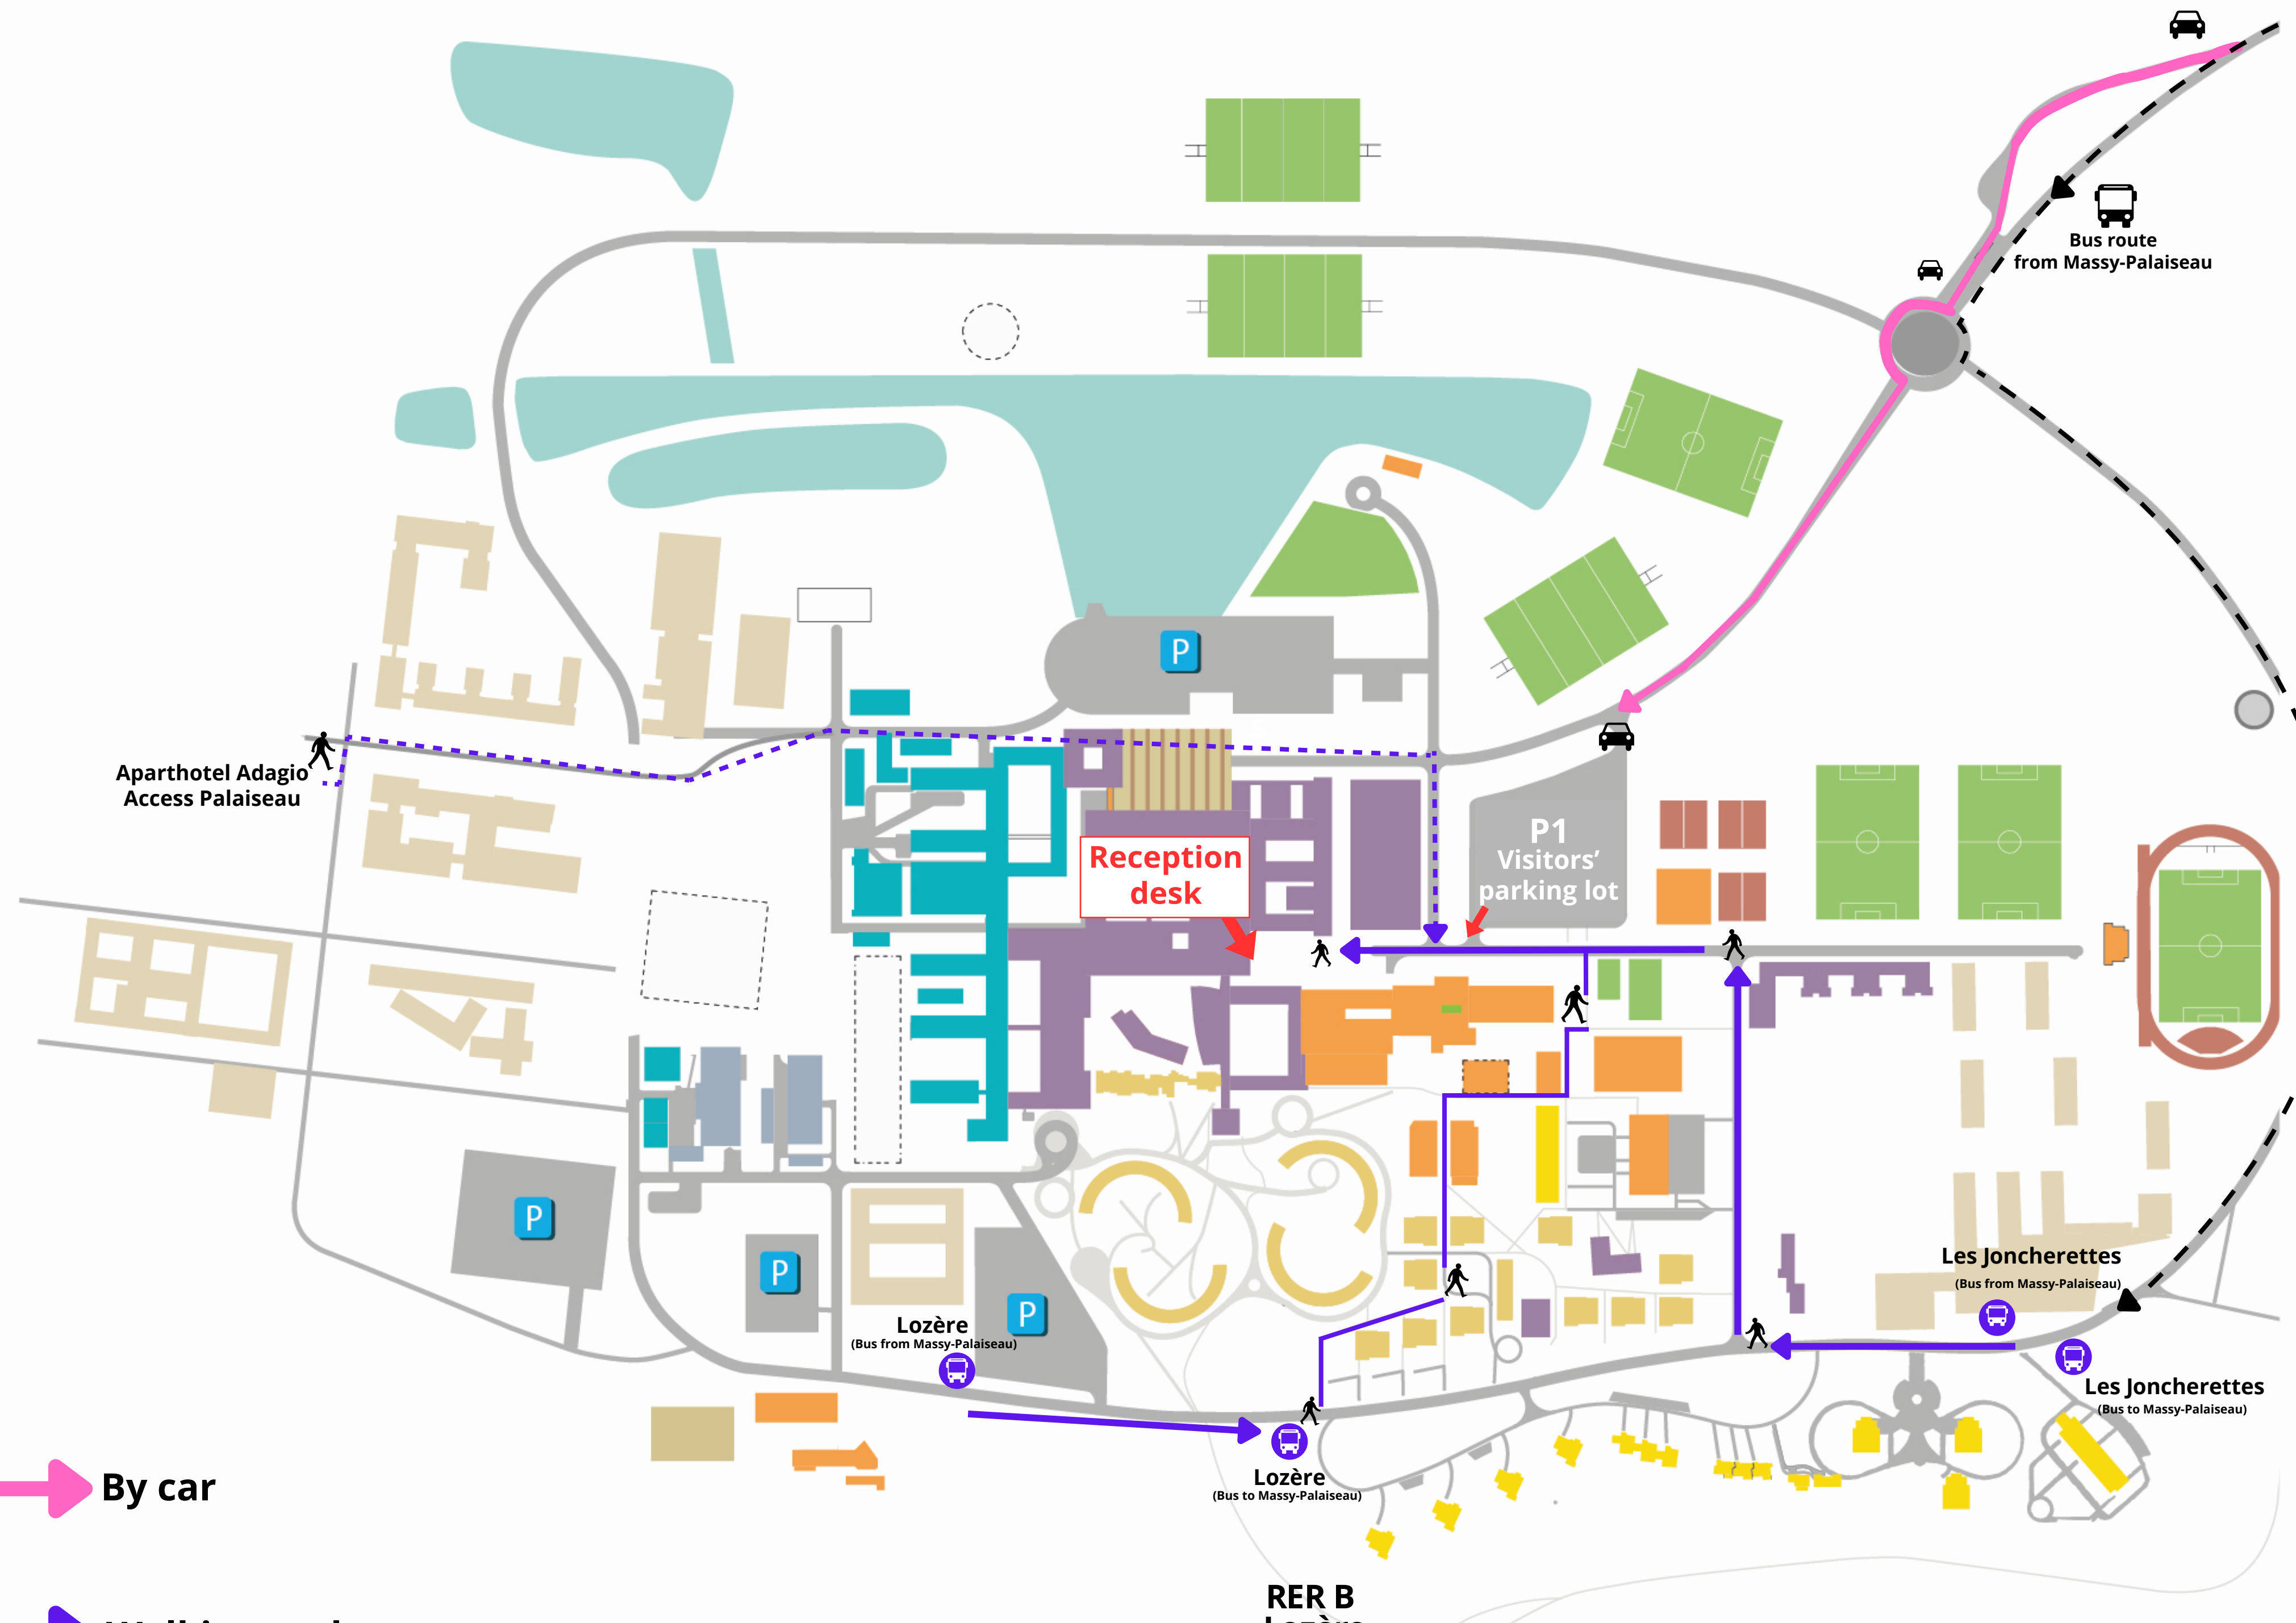 Bus route
from Massy-Palaiseau
P
Aparthotel Adagio
Access Palaiseau
P1
Visitors’
parking lot
Reception
desk
P
P
P
Les Joncherettes
(Bus from Massy-Palaiseau)
Lozère
(Bus from Massy-Palaiseau)
Les Joncherettes
(Bus to Massy-Palaiseau)
Lozère
(Bus to Massy-Palaiseau)
By car
RER B
Lozère